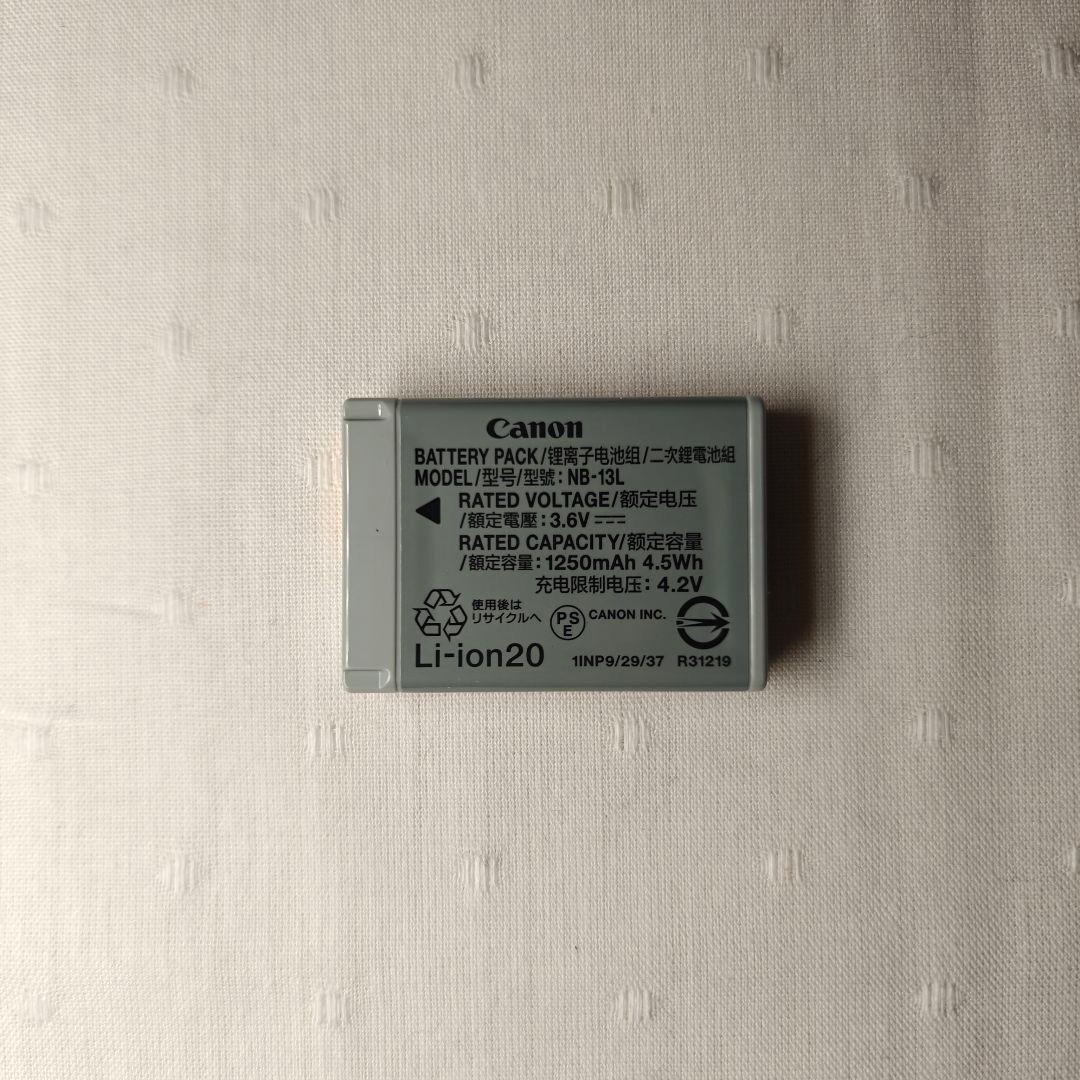 Canon
BATTERY PACK/锂离子电池组/二次鋰電池組
MODEL/型号/型號: NB-13L
RATED VOLTAGE/额定电压
/額定電壓: 3.6V
RATED CAPACITY/额定容量
/額定容量: 1250mAh 4.5Wh
充电限制电压: 4.2V
使用後は
リサイクルへ
PS
E
CANON INC.
Li-ion20
1INP9/29/37 R31219